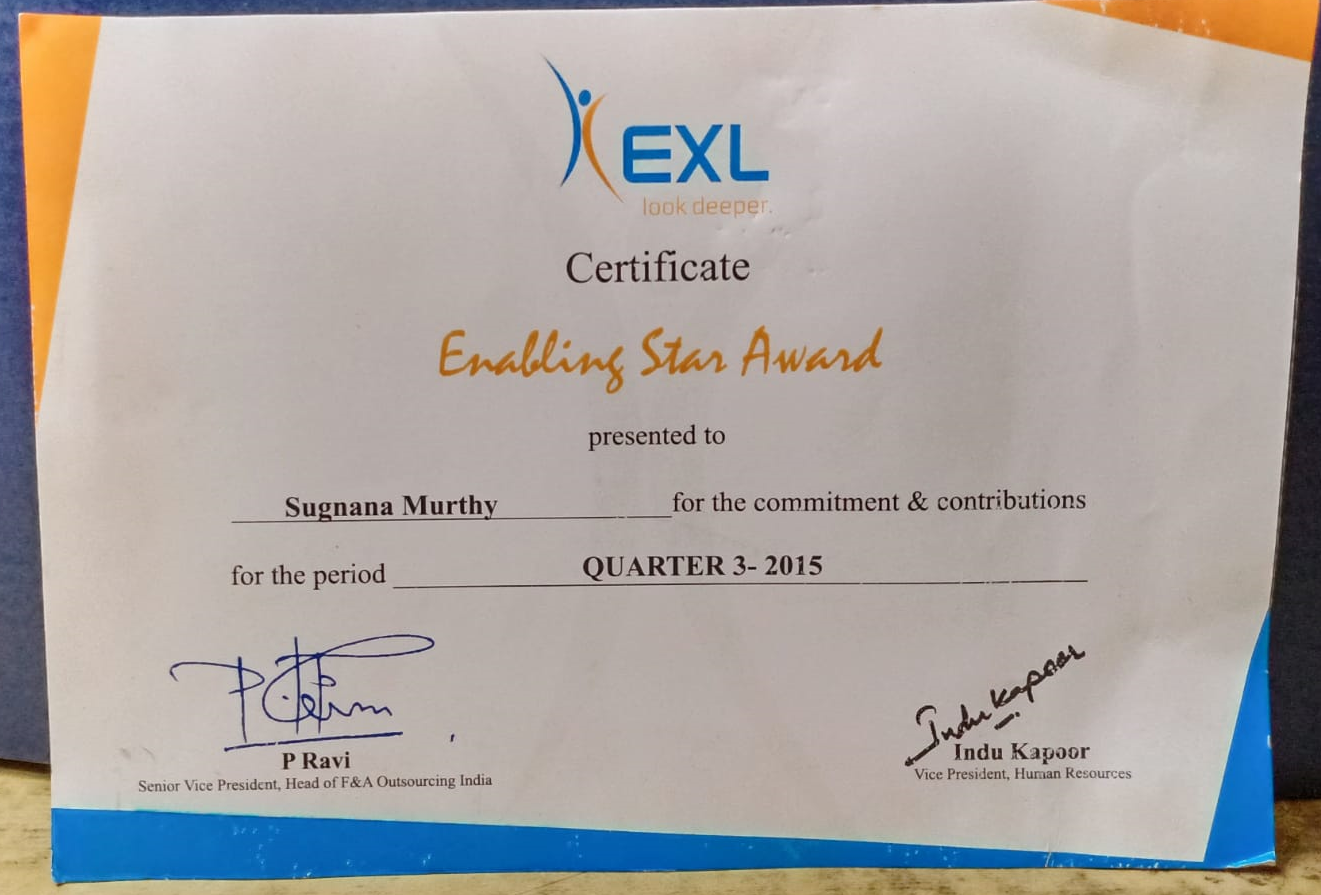 EXL
look deeper.
Certificate
Enabling Star Award
presented to
Sugnana Murthy for the commitment & contributions
for the period QUARTER 3- 2015
Indu Kapoor
P Ravi
Senior Vice President, Head of F&A Outsourcing India
Indu Kapoor
Vice President, Human Resources